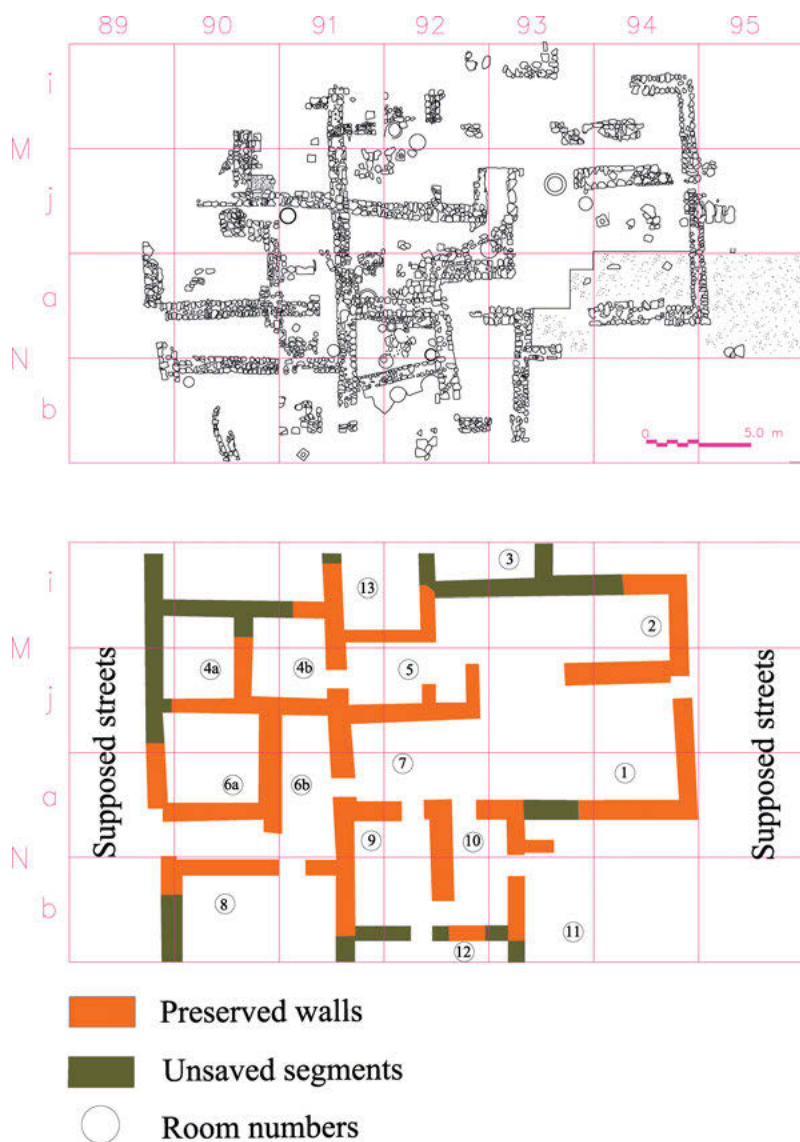 89 90 91 92 93 94 95
i
M
j
a
N
b
0 5.0 m
3
i
13
2
M
4a 4b 5
j
Supposed streets
Supposed streets
7
1
a
6a 6b
9 10
N
8
b
11
12
Preserved walls
Unsaved segments
Room numbers